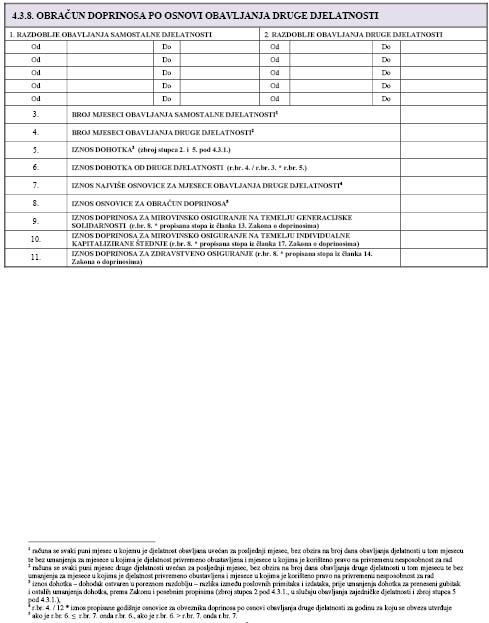 4.3.8. OBRAČUN DOPRINOSA PO OSNOVI OBAVLJANJA DRUGE DJELATNOSTI
1. RAZDOBLJE OBAVLJANJA SAMOSTALNE DJELATNOSTI 2. RAZDOBLJE OBAVLJANJA DRUGE DJELATNOSTI
Od Do Od Do
Od Do Od Do
Od Do Od Do
Od Do Od Do
Od Do Od Do
3. BROJ MJESECI OBAVLJANJA SAMOSTALNE DJELATNOSTI¹
4. BROJ MJESECI OBAVLJANJA DRUGE DJELATNOSTI²
5. IZNOS DOHOTKA³ (zbroj stupca 2. i 5. pod 4.3.1.)
6. IZNOS DOHOTKA OD DRUGE DJELATNOSTI (r.br. 4. / r.br. 3. * r.br. 5.)
7. IZNOS NAJVIŠE OSNOVICE ZA MJESECE OBAVLJANJA DRUGE DJELATNOSTI⁴
8. IZNOS OSNOVICE ZA OBRAČUN DOPRINOSA⁵
9. IZNOS DOPRINOSA ZA MIROVINSKO OSIGURANJE NA TEMELJU GENERACIJSKE
SOLIDARNOSTI (r.br. 8. * propisana stopa iz članka 13. Zakona o doprinosima)
10. IZNOS DOPRINOSA ZA MIROVINSKO OSIGURANJE NA TEMELJU INDIVIDUALNE
KAPITALIZIRANE ŠTEDNJE (r.br. 8. * propisana stopa iz članka 17. Zakona o doprinosima)
11. IZNOS DOPRINOSA ZA ZDRAVSTVENO OSIGURANJE (r.br. 8. * propisana stopa iz članka 14.
Zakona o doprinosima)
¹ računa se svaki puni mjesec u kojemu je djelatnost obavljana uvećan za posljednji mjesec, bez obzira na broj dana obavljanja djelatnosti u tom mjesecu
te bez umanjenja za mjesece u kojima je djelatnost privremeno obustavljena i mjesece u kojima je korišteno pravo na privremenu nesposobnost za rad
² računa se svaki puni mjesec druge djelatnosti uvećan za posljednji mjesec, bez obzira na broj dana obavljanja druge djelatnosti u tom mjesecu te bez
umanjenja za mjesece u kojima je djelatnost privremeno obustavljena i mjesece u kojima je korišteno pravo na privremenu nesposobnost za rad
³ iznos dohotka – dohodak ostvaren u poreznom razdoblju – razlika između poslovnih primitaka i izdataka, prije umanjenja dohotka za preneseni gubitak
i ostalih umanjenja dohotka, prema Zakonu i posebnim propisima (zbroj stupca 2 pod 4.3.1., u slučaju obavljanja zajedničke djelatnosti i zbroj stupca 5
pod 4.3.1.),
⁴ r.br. 4. / 12 * iznos propisane godišnje osnovice za obveznika doprinosa po osnovi obavljanja druge djelatnosti za godinu za koju se obveza utvrđuje
⁵ ako je r.br. 6. ≤ r.br. 7. onda r.br. 6., ako je r.br. 6. > r.br. 7. onda r.br. 7.